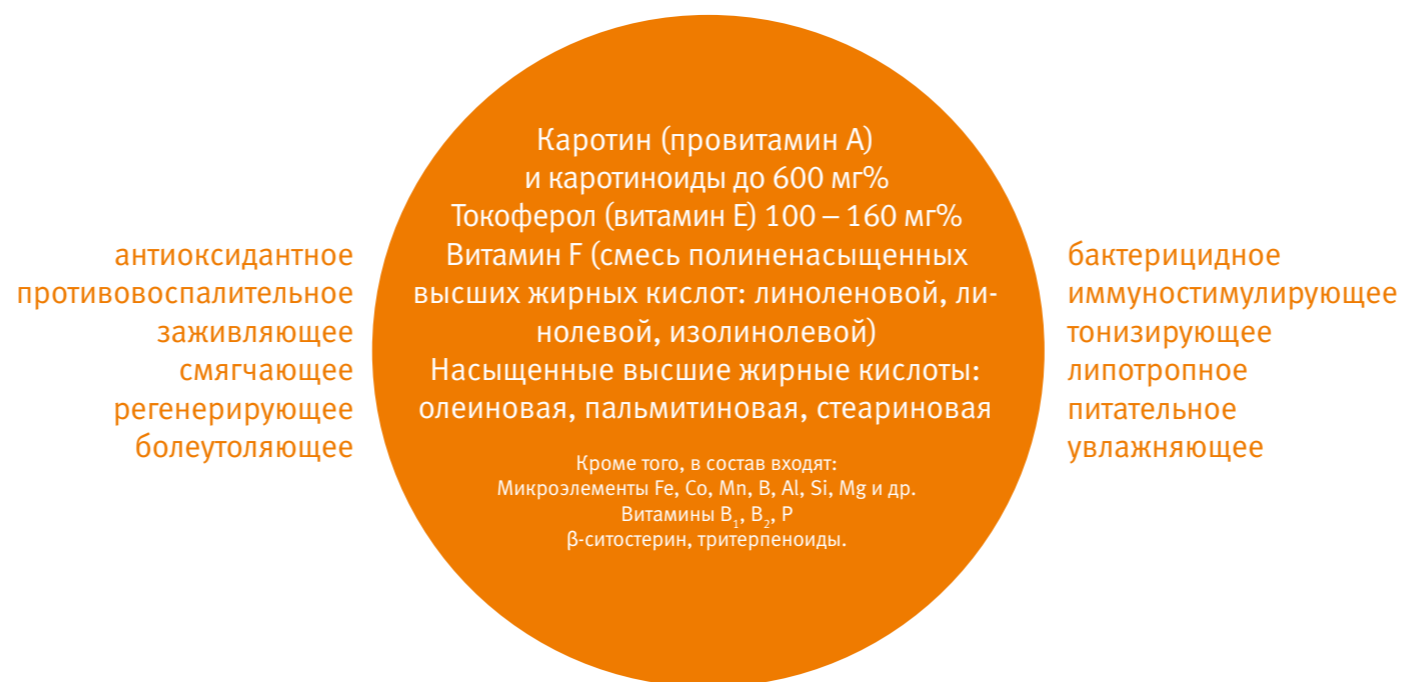 антиоксидантное
противовоспалительное
заживляющее
смягчающее
регенерирующее
болеутоляющее
Каротин (провитамин А)
и каротиноиды до 600 мг%
Токоферол (витамин Е) 100 – 160 мг%
Витамин F (смесь полиненасыщенных
высших жирных кислот: линоленовой, ли-
нолевой, изолинолевой)
Насыщенные высшие жирные кислоты:
олеиновая, пальмитиновая, стеариновая
Кроме того, в состав входят:
Микроэлементы Fe, Co, Mn, B, Al, Si, Mg и др.
Витамины B₁, B₂, P
β-ситостерин, тритерпеноиды.
бактерицидное
иммуностимулирующее
тонизирующее
липотропное
питательное
увлажняющее